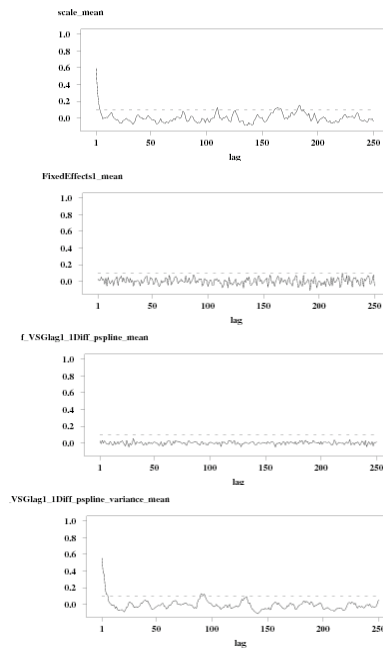 scale_mean
1.0
0.8
0.6
0.4
0.2
0.0
1 50 100 150 200 250
lag
FixedEffects1_mean
1.0
0.8
0.6
0.4
0.2
0.0
1 50 100 150 200 250
lag
f_VSGlag1_1Diff_pspline_mean
1.0
0.8
0.6
0.4
0.2
0.0
1 50 100 150 200 250
lag
_VSGlag1_1Diff_pspline_variance_mean
1.0
0.8
0.6
0.4
0.2
0.0
1 50 100 150 200 250
lag